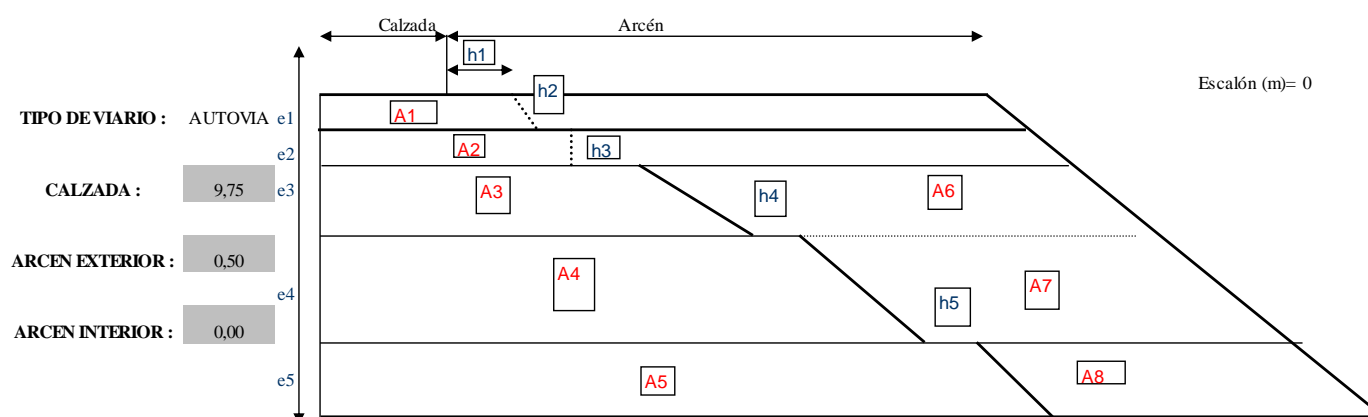 Calzada
Arcén
h1
Escalón (m)= 0
h2
TIPO DE VIARIO : AUTOVIA e1
A1
e2
A2
h3
CALZADA : 9,75 e3
A3
h4
A6
ARCEN EXTERIOR : 0,50
A4
e4
h5
A7
ARCEN INTERIOR : 0,00
e5
A5
A8